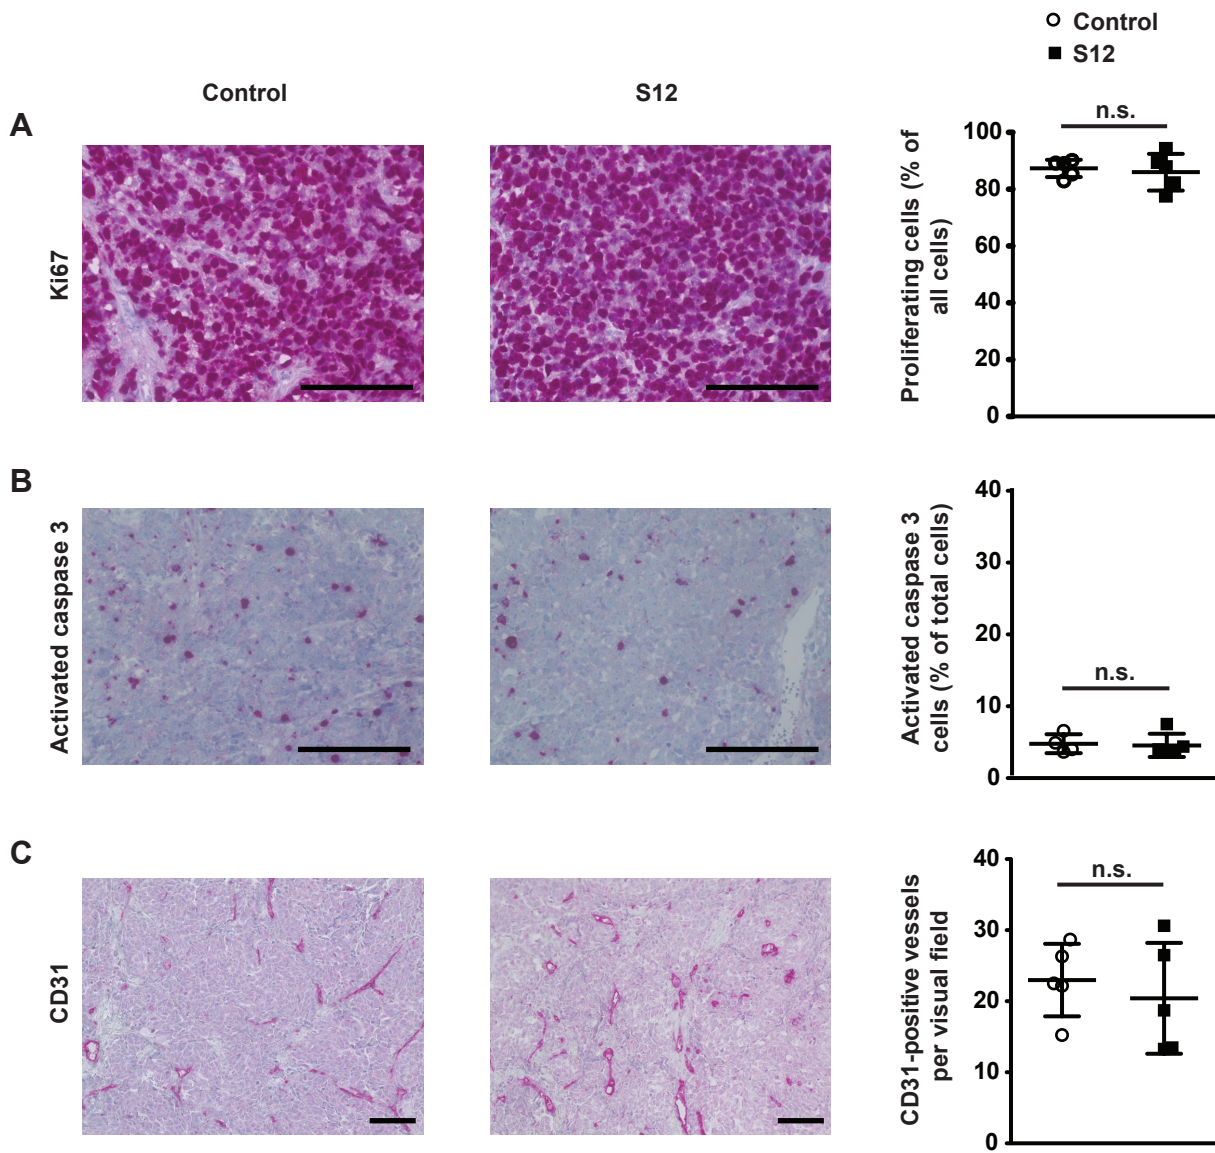 Control
S12
Control
S12
A
Ki67
n.s.
Proliferating cells (% of
all cells)
100
80
60
40
20
0
B
Activated caspase 3
n.s.
Activated caspase 3
cells (% of total cells)
40
30
20
10
0
C
CD31
n.s.
CD31-positive vessels
per visual field
40
30
20
10
0